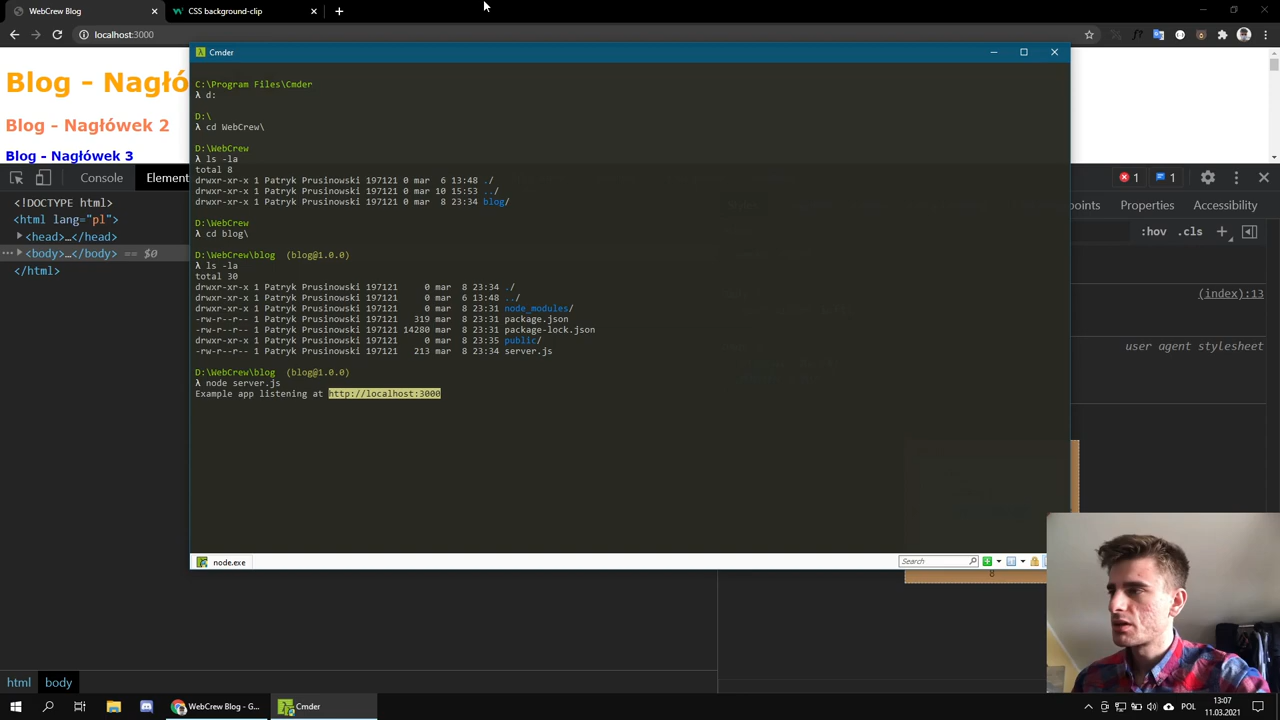 WebCrew Blog
CSS background-clip
localhost:3000
Blog - Nagłó
Blog - Nagłówek 2
Blog - Nagłówek 3
Cmder
C:\Program Files\Cmder
λ d:
D:\
λ cd WebCrew\
D:\WebCrew
λ ls -la
total 8
drwxr-xr-x 1 Patryk Prusinowski 197121 0 mar  6 13:48 ./
drwxr-xr-x 1 Patryk Prusinowski 197121 0 mar 10 15:53 ../
drwxr-xr-x 1 Patryk Prusinowski 197121 0 mar  8 23:34 blog/
D:\WebCrew
λ cd blog\
D:\WebCrew\blog  (blog@1.0.0)
λ ls -la
total 30
drwxr-xr-x 1 Patryk Prusinowski 197121     0 mar  8 23:34 ./
drwxr-xr-x 1 Patryk Prusinowski 197121     0 mar  6 13:48 ../
drwxr-xr-x 1 Patryk Prusinowski 197121     0 mar  8 23:31 node_modules/
-rw-r--r-- 1 Patryk Prusinowski 197121   319 mar  8 23:31 package.json
-rw-r--r-- 1 Patryk Prusinowski 197121 14280 mar  8 23:31 package-lock.json
drwxr-xr-x 1 Patryk Prusinowski 197121     0 mar  8 23:35 public/
-rw-r--r-- 1 Patryk Prusinowski 197121   213 mar  8 23:34 server.js
D:\WebCrew\blog  (blog@1.0.0)
λ node server.js
Example app listening at http://localhost:3000
node.exe
Search
Console
Element
1
1
<!DOCTYPE html>
<html lang="pl">
<head>…</head>
<body>…</body> == $0
</html>
points
Properties
Accessibility
:hov .cls
(index):13
user agent stylesheet
8
html
body
WebCrew Blog - G...
Cmder
POL
13:07
11.03.2021